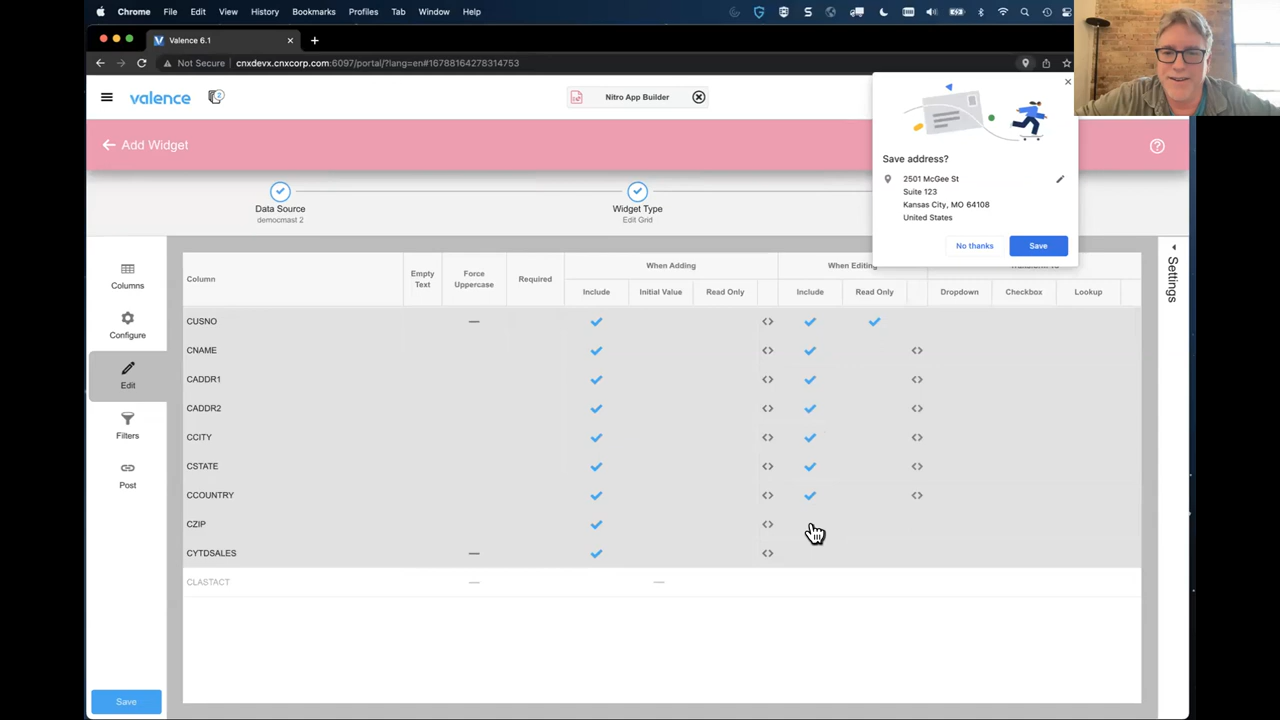 Chrome File Edit View History Bookmarks Profiles Tab Window Help
Valence 6.1
Not Secure cnxdevx.cnxcorp.com:6097/portal/?lang=en#16788164278314753
valence 2 Nitro App Builder
Add Widget
Save address?
2501 McGee St
Suite 123
Kansas City, MO 64108
United States
No thanks Save
Data Source
democmast 2
Widget Type
Edit Grid
Settings
Columns
Configure
Edit
Filters
Post
Save
Column Empty Text Force Uppercase Required When Adding When Editing
Include Initial Value Read Only Include Read Only Dropdown Checkbox Lookup
CUSNO
CNAME
CADDR1
CADDR2
CCITY
CSTATE
CCOUNTRY
CZIP
CYTDSALES
CLASTACT